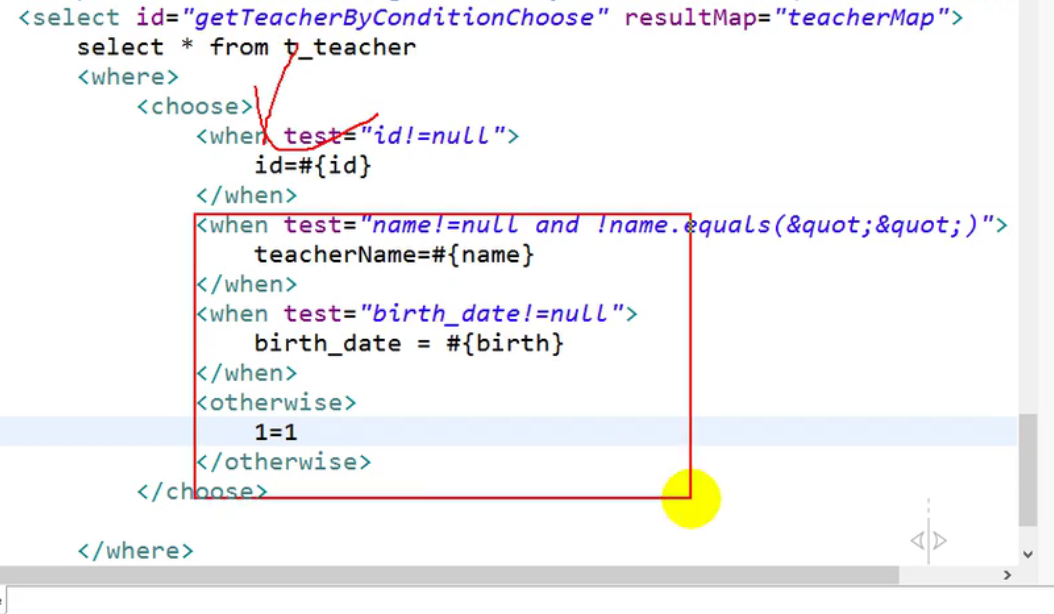 <select id="getTeacherByConditionChoose" resultMap="teacherMap">
select * from t_teacher
<where>
<choose>
<when test="id!=null">
id=#{id}
</when>
<when test="name!=null and !name.equals(&quot;&quot;)">
teacherName=#{name}
</when>
<when test="birth_date!=null">
birth_date = #{birth}
</when>
<otherwise>
1=1
</otherwise>
</choose>
</where>